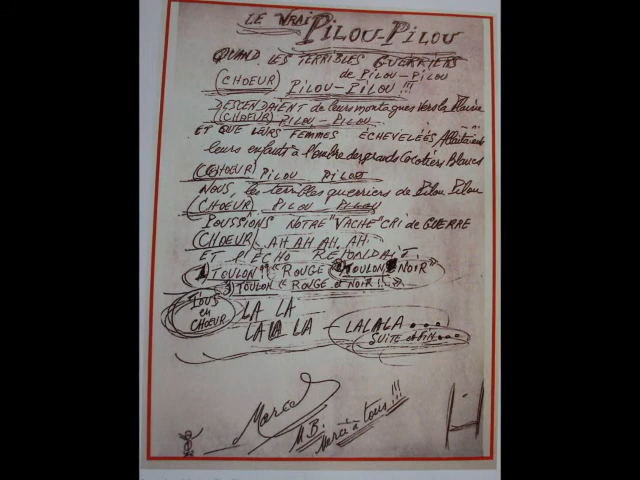 LE VRAI PILOU-PILOU
QUAND LES TERRIBLES GUERRIERS
de PILOU-PILOU
(CHOEUR) PILOU-PILOU !!!
DESCENDAIENT de leurs montagnes vers la Plaine
(CHOEUR) PILOU-PILOU
ET QUE LEURS FEMMES ÉCHEVELÉES Allaitaient
leurs enfants à l'ombre des grands Cocotiers Blancs
(CHOEUR) PILOU PILOU
NOUS, les terribles guerriers de Pilou Pilou
(CHOEUR) PILOU PILOU
POUSSIONS NOTRE "VACHE" CRI de GUERRE
(CHOEUR) AH AH AH, AH
ET L'ÉCHO REPONDAIT:
1) TOULON "ROUGE 2) TOULON NOIR"
3) TOULON "ROUGE et NOIR!"
TOUS en CHOEUR
LA LA
LA LA LA - LALALA...
SUITE et FIN...
Marcel
M B. Merci à tous!!!